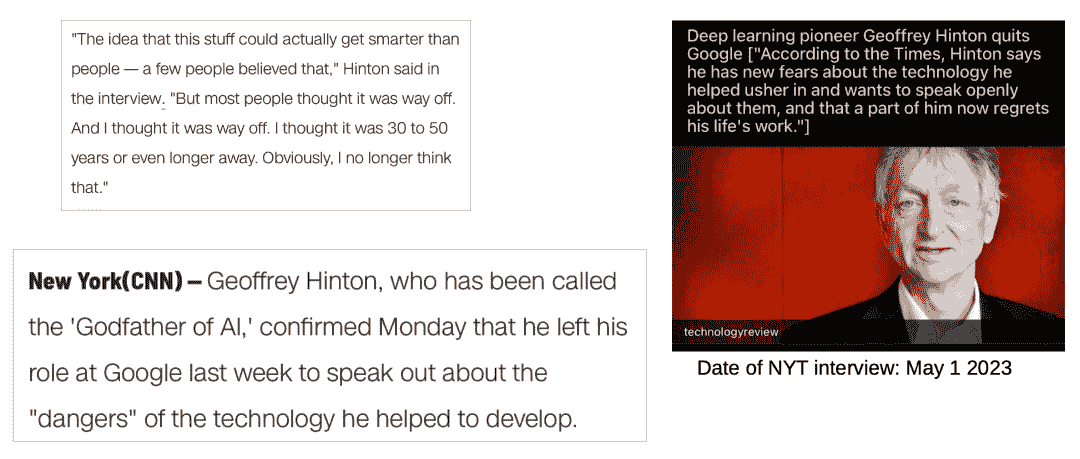 "The idea that this stuff could actually get smarter than
people — a few people believed that," Hinton said in
the interview. "But most people thought it was way off.
And I thought it was way off. I thought it was 30 to 50
years or even longer away. Obviously, I no longer think
that."
New York(CNN) — Geoffrey Hinton, who has been called
the 'Godfather of AI,' confirmed Monday that he left his
role at Google last week to speak out about the
"dangers" of the technology he helped to develop.
Deep learning pioneer Geoffrey Hinton quits
Google ["According to the Times, Hinton says
he has new fears about the technology he
helped usher in and wants to speak openly
about them, and that a part of him now regrets
his life's work."]
technologyreview
Date of NYT interview: May 1 2023